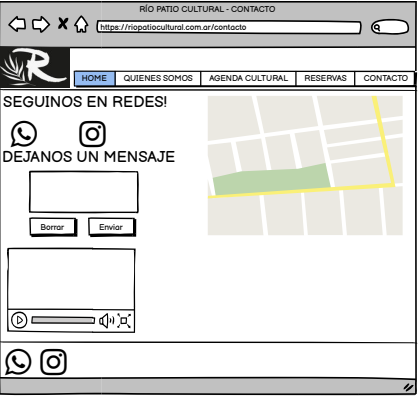 RÍO PATIO CULTURAL - CONTACTO
https://riopatiocultural.com.ar/contacto
R
HOME QUIENES SOMOS AGENDA CULTURAL RESERVAS CONTACTO
SEGUINOS EN REDES!
DEJANOS UN MENSAJE
Borrar Enviar